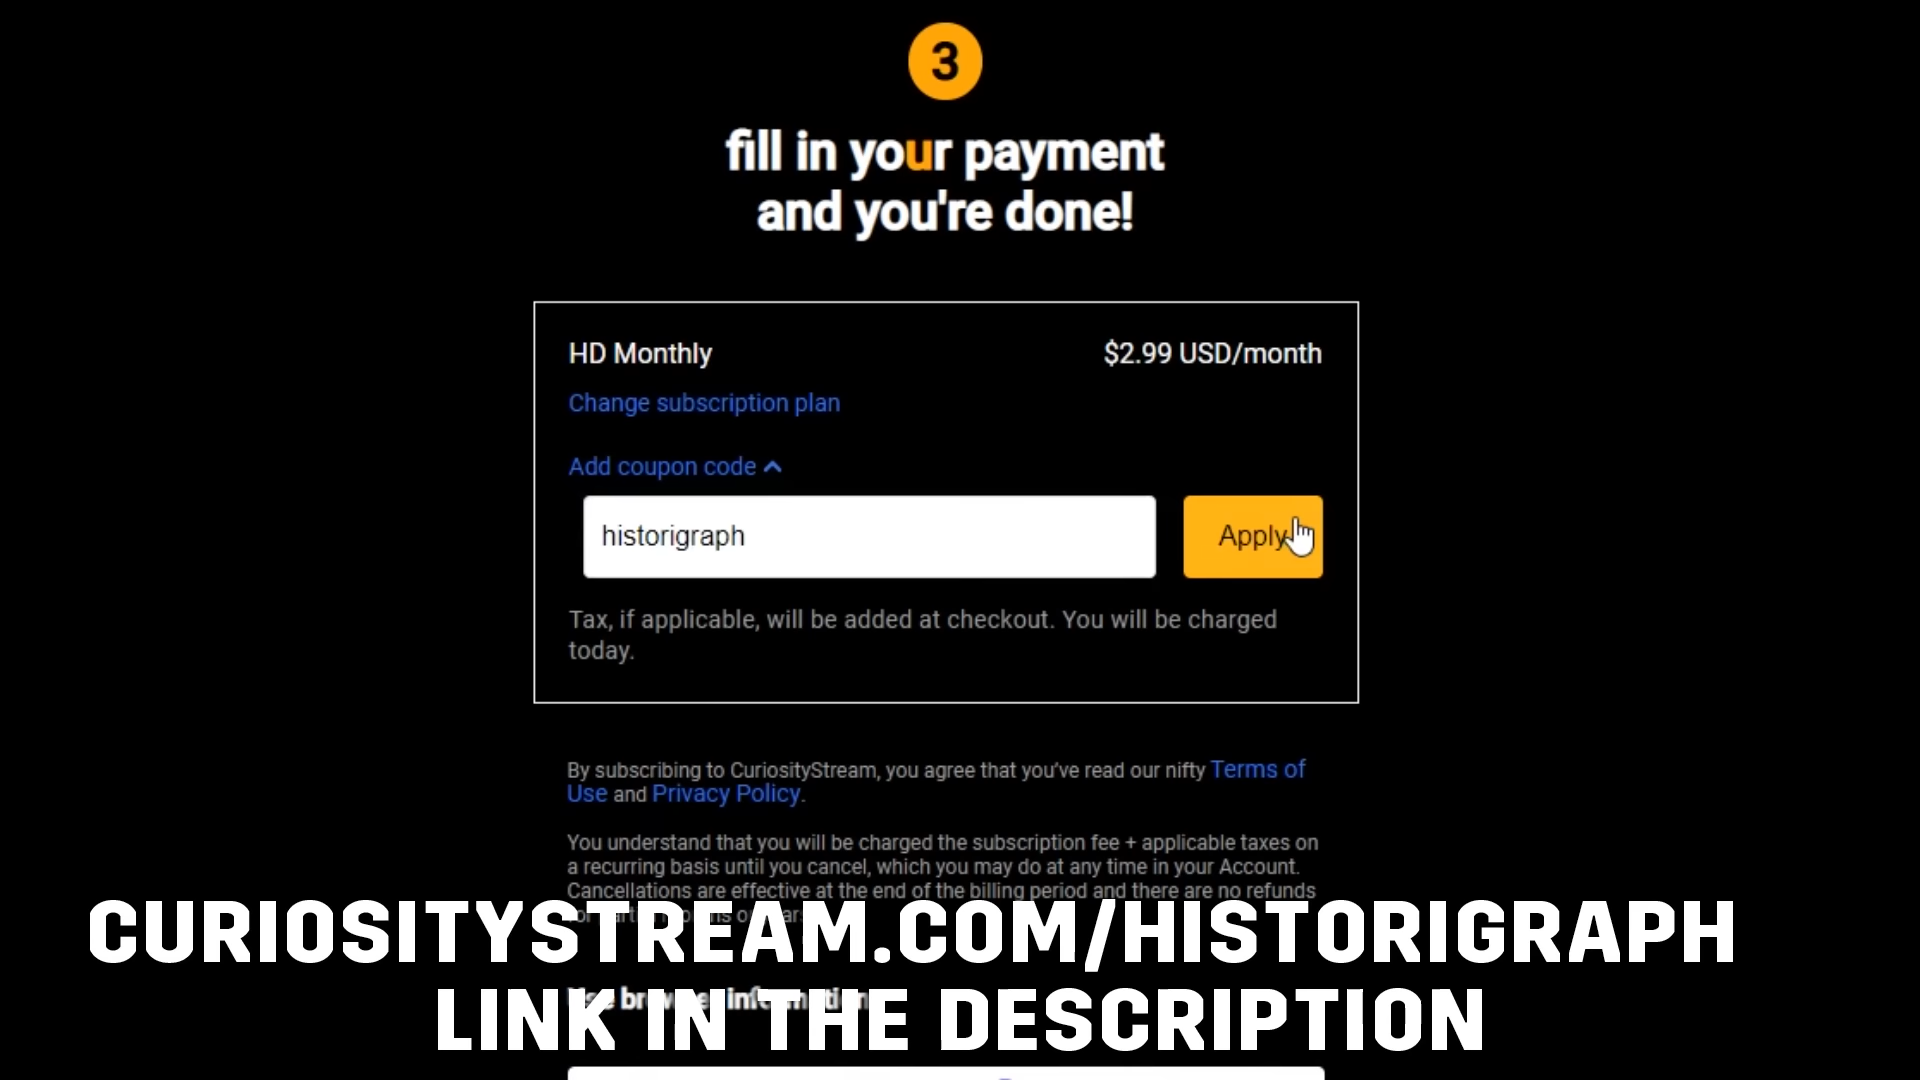 3
fill in your payment
and you're done!
HD Monthly
$2.99 USD/month
Change subscription plan
Add coupon code
historigraph
Apply
Tax, if applicable, will be added at checkout. You will be charged
today.
By subscribing to CuriosityStream, you agree that you've read our nifty Terms of
Use and Privacy Policy.
You understand that you will be charged the subscription fee + applicable taxes on
a recurring basis until you cancel, which you may do at any time in your Account.
Cancellations are effective at the end of the billing period and there are no refunds
CURIOSITYSTREAM.COM/HISTORIGRAPH
LINK IN THE DESCRIPTION